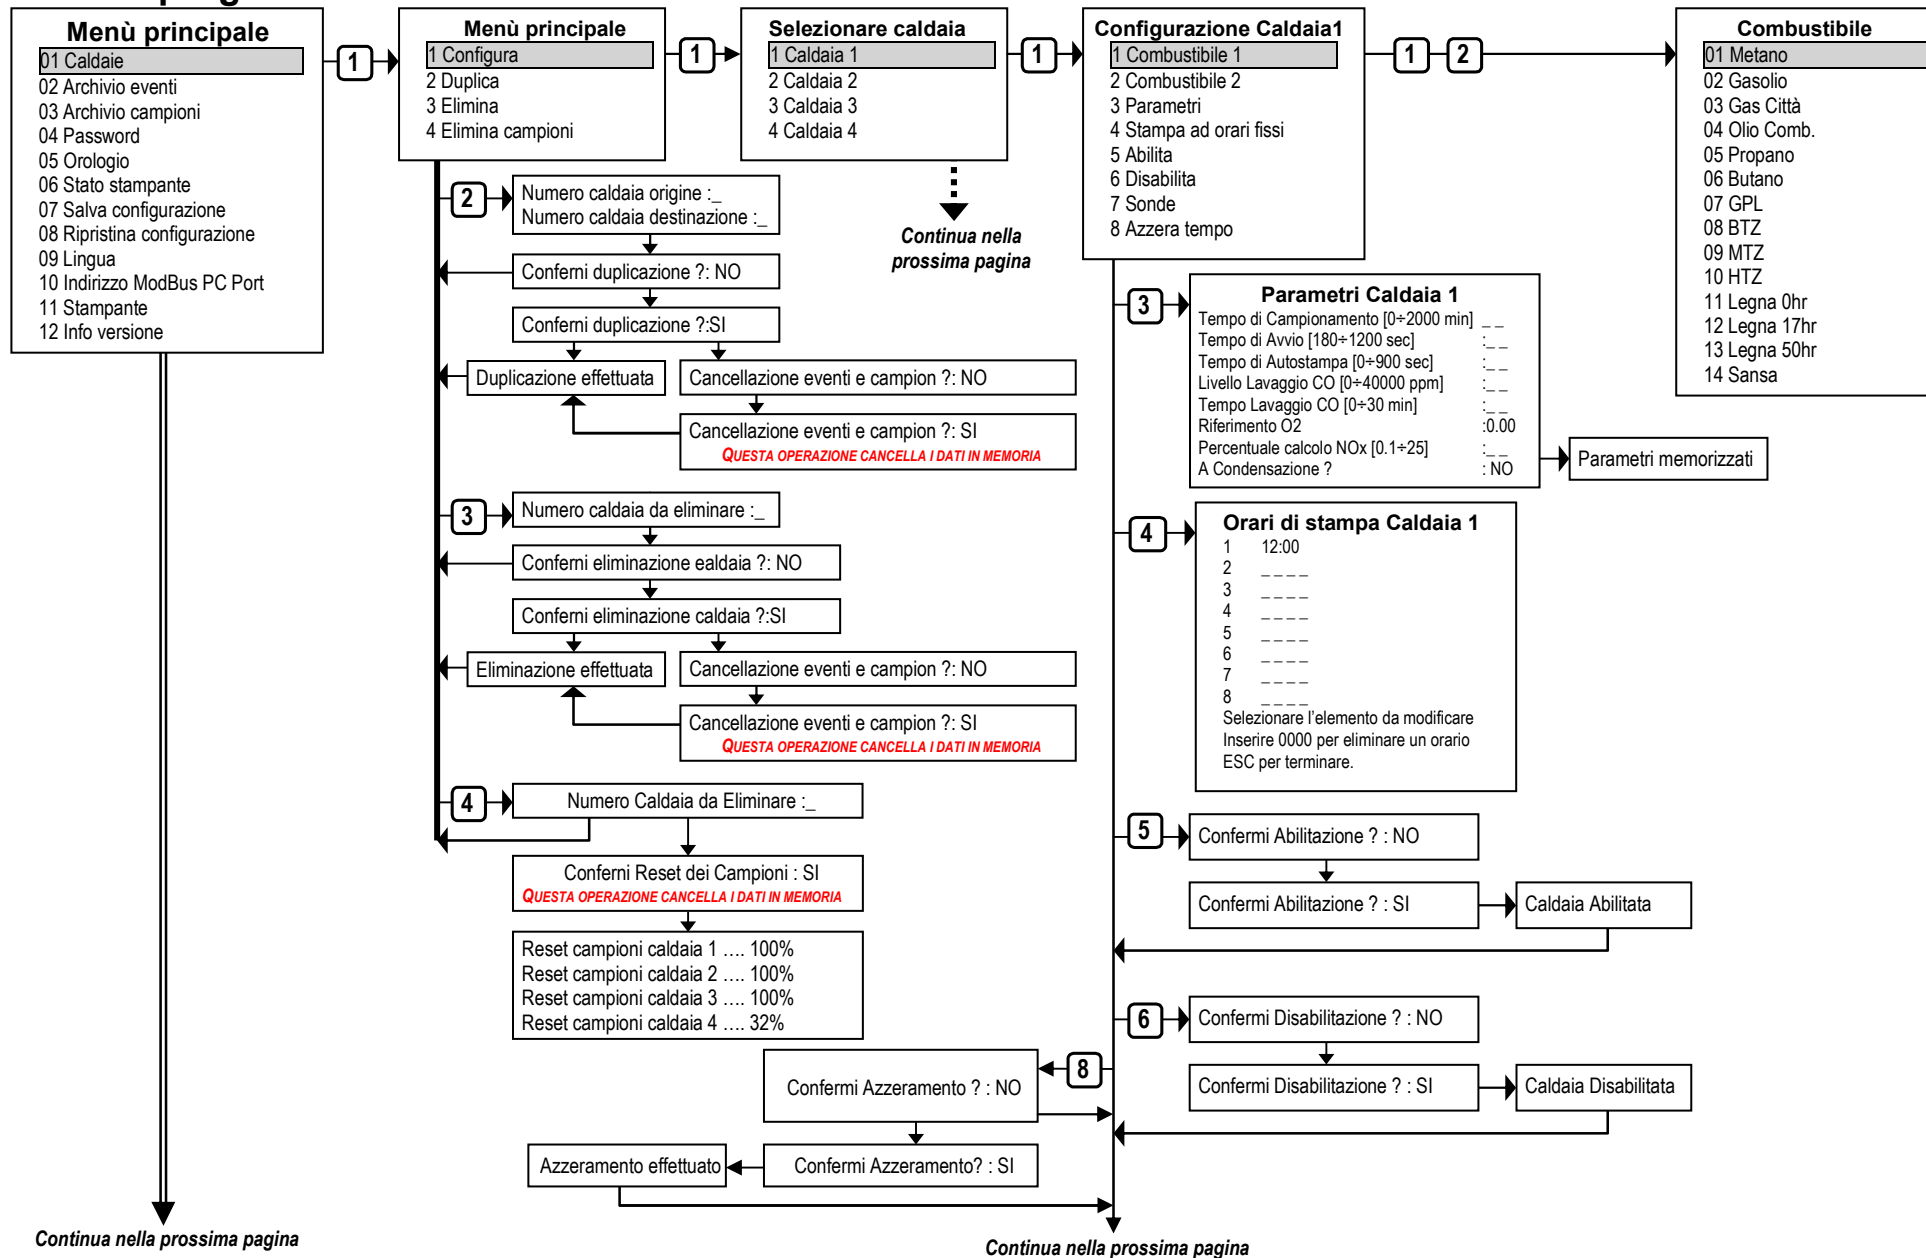 Menù principale
01 Caldaie
02 Archivio eventi
03 Archivio campioni
04 Password
05 Orologio
06 Stato stampante
07 Salva configurazione
08 Ripristina configurazione
09 Lingua
10 Indirizzo ModBus PC Port
11 Stampante
12 Info versione
1
Menù principale
1 Configura
2 Duplica
3 Elimina
4 Elimina campioni
1
Selezionare caldaia
1 Caldaia 1
2 Caldaia 2
3 Caldaia 3
4 Caldaia 4
Continua nella
prossima pagina
1
Configurazione Caldaia1
1 Combustibile 1
2 Combustibile 2
3 Parametri
4 Stampa ad orari fissi
5 Abilita
6 Disabilita
7 Sonde
8 Azzera tempo
1 2
Combustibile
01 Metano
02 Gasolio
03 Gas Città
04 Olio Comb.
05 Propano
06 Butano
07 GPL
08 BTZ
09 MTZ
10 HTZ
11 Legna 0hr
12 Legna 17hr
13 Legna 50hr
14 Sansa
2
Numero caldaia origine :_
Numero caldaia destinazione :_
Conferni duplicazione ?: NO
Conferni duplicazione ?:SI
Duplicazione effettuata
Cancellazione eventi e campion ?: NO
Cancellazione eventi e campion ?: SI
QUESTA OPERAZIONE CANCELLA I DATI IN MEMORIA
3
Numero caldaia da eliminare :_
Conferni eliminazione ealdaia ?: NO
Conferni eliminazione caldaia ?:SI
Eliminazione effettuata
Cancellazione eventi e campion ?: NO
Cancellazione eventi e campion ?: SI
QUESTA OPERAZIONE CANCELLA I DATI IN MEMORIA
4
Numero Caldaia da Eliminare :_
Conferni Reset dei Campioni : SI
QUESTA OPERAZIONE CANCELLA I DATI IN MEMORIA
Reset campioni caldaia 1 .... 100%
Reset campioni caldaia 2 .... 100%
Reset campioni caldaia 3 .... 100%
Reset campioni caldaia 4 .... 32%
3
Parametri Caldaia 1
Tempo di Campionamento [0÷2000 min] _ _
Tempo di Avvio [180÷1200 sec] :_ _
Tempo di Autostampa [0÷900 sec] :_ _
Livello Lavaggio CO [0÷40000 ppm] :_ _
Tempo Lavaggio CO [0÷30 min] :_ _
Riferimento O2 :0.00
Percentuale calcolo NOx [0.1÷25] :_ _
A Condensazione ? : NO
Parametri memorizzati
4
Orari di stampa Caldaia 1
1 12:00
2 _ _ _ _
3 _ _ _ _
4 _ _ _ _
5 _ _ _ _
6 _ _ _ _
7 _ _ _ _
8 _ _ _ _
Selezionare l'elemento da modificare
Inserire 0000 per eliminare un orario
ESC per terminare.
5
Confermi Abilitazione ? : NO
Confermi Abilitazione ? : SI
Caldaia Abilitata
6
Confermi Disabilitazione ? : NO
Confermi Disabilitazione ? : SI
Caldaia Disabilitata
8
Confermi Azzeramento ? : NO
Confermi Azzeramento? : SI
Azzeramento effettuato
Continua nella prossima pagina
Continua nella prossima pagina